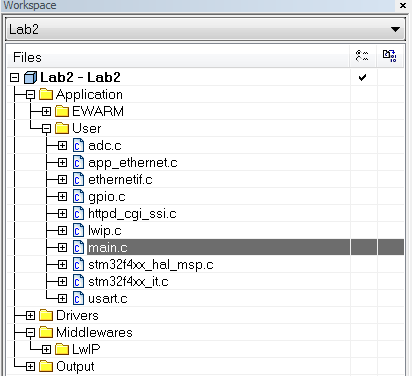 Workspace
Lab2
Files
Lab2 - Lab2
Application
EWARM
User
adc.c
app_ethernet.c
ethernetif.c
gpio.c
httpd_cgi_ssi.c
lwip.c
main.c
stm32f4xx_hal_msp.c
stm32f4xx_it.c
usart.c
Drivers
Middlewares
LwIP
Output